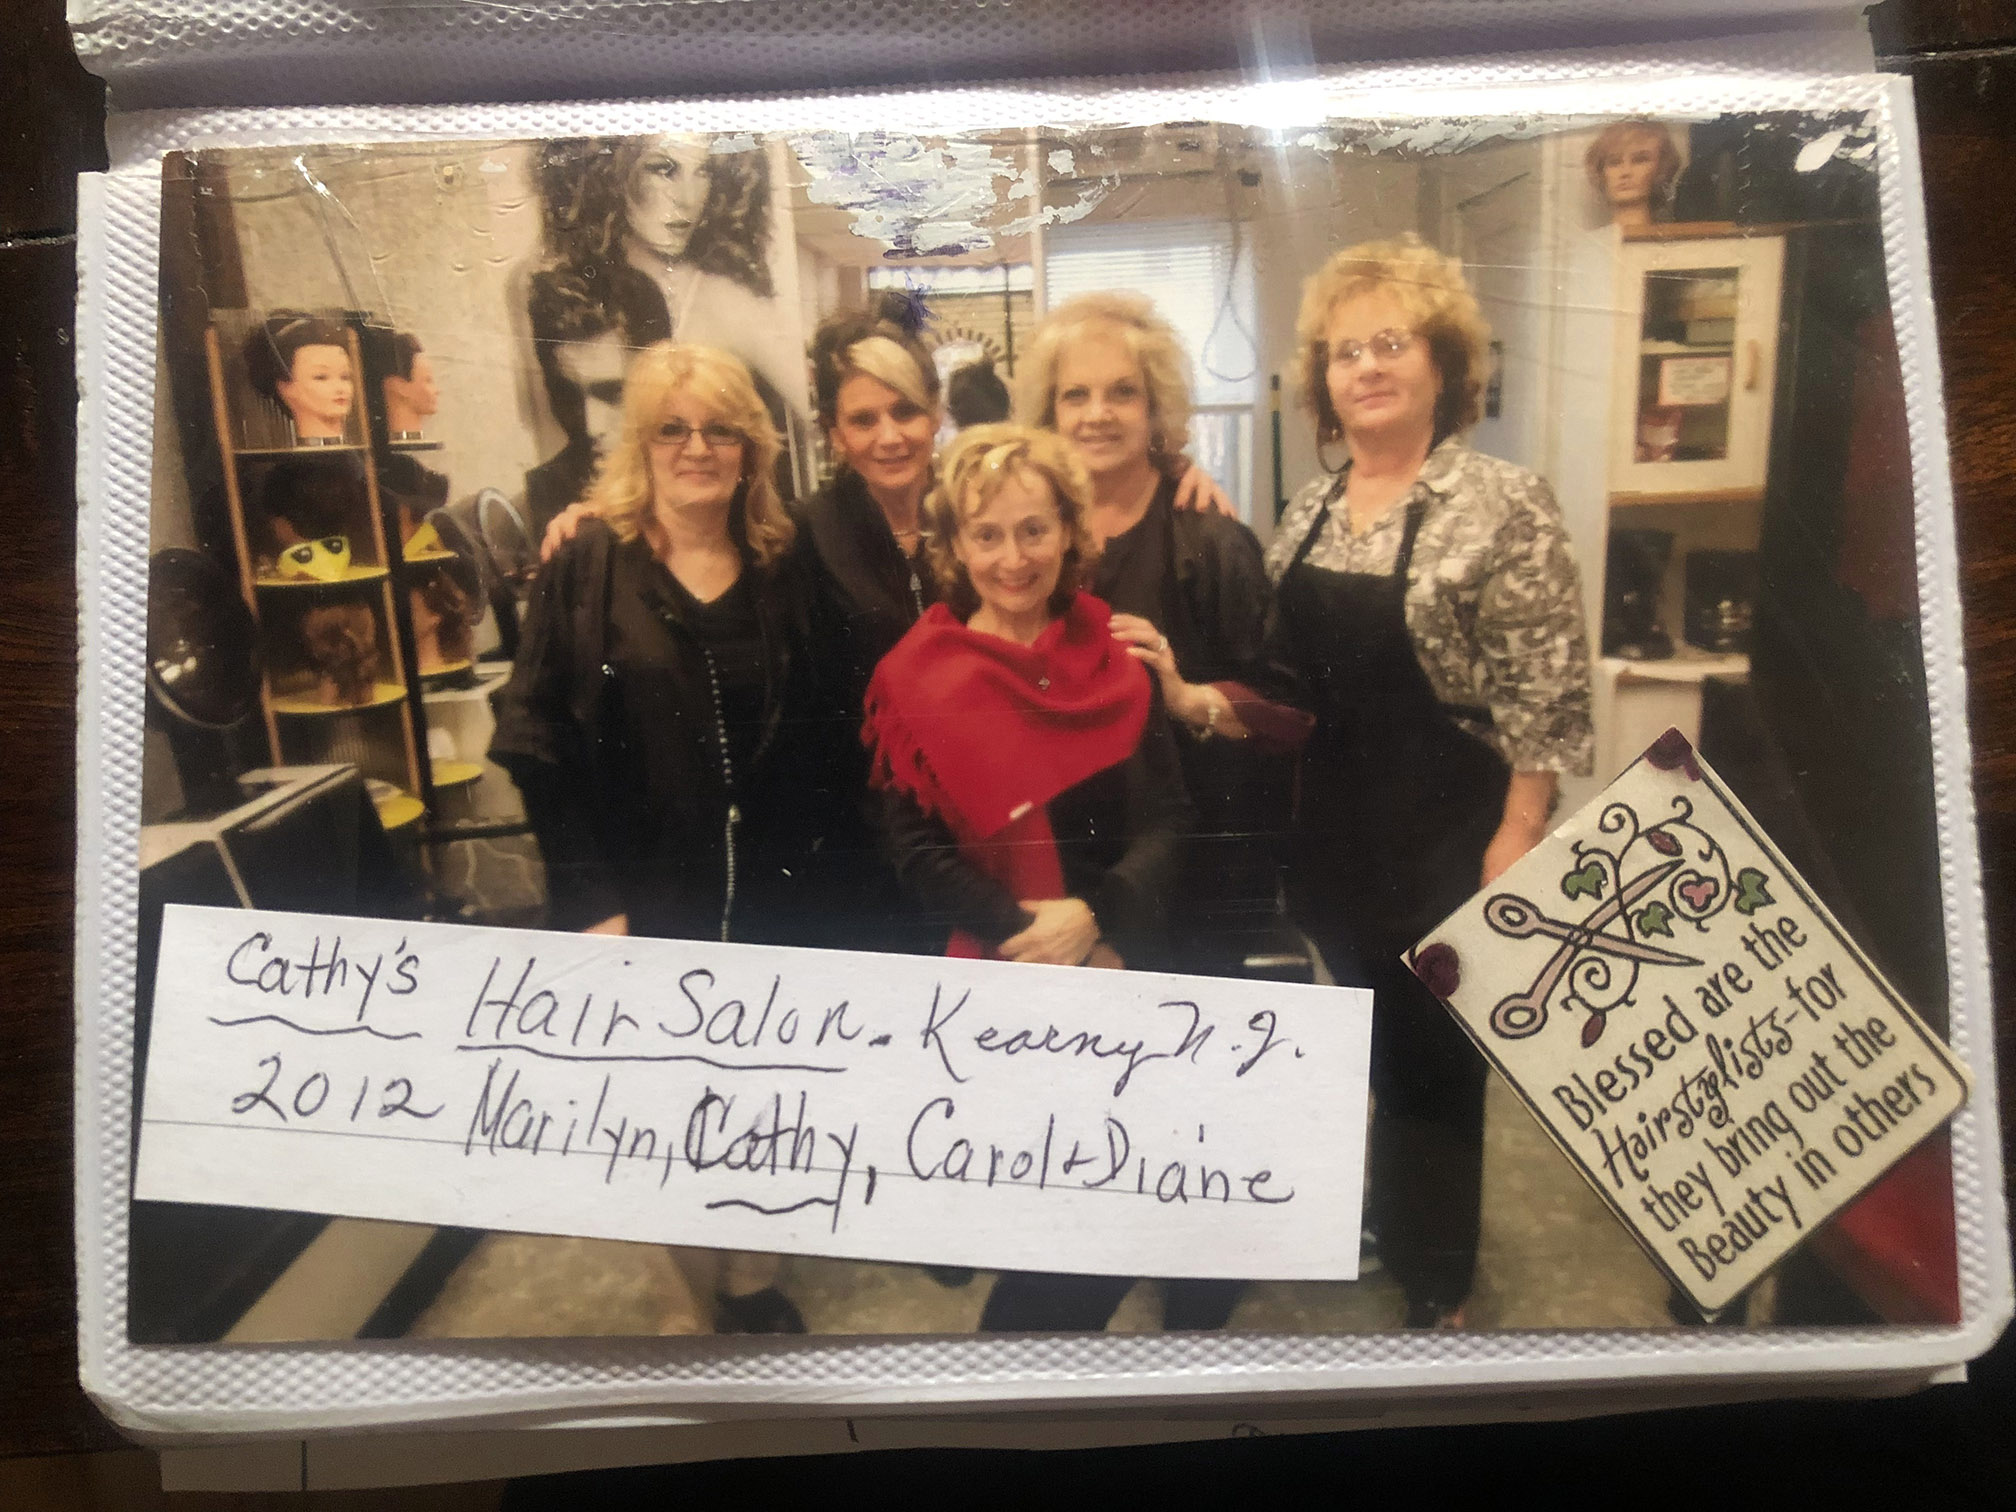 Cathy's Hair Salon. Kearny N.J.
2012 Marilyn, Cathy, Carol + Diane
Blessed are the
Hairstylists-for
they bring out the
Beauty in others